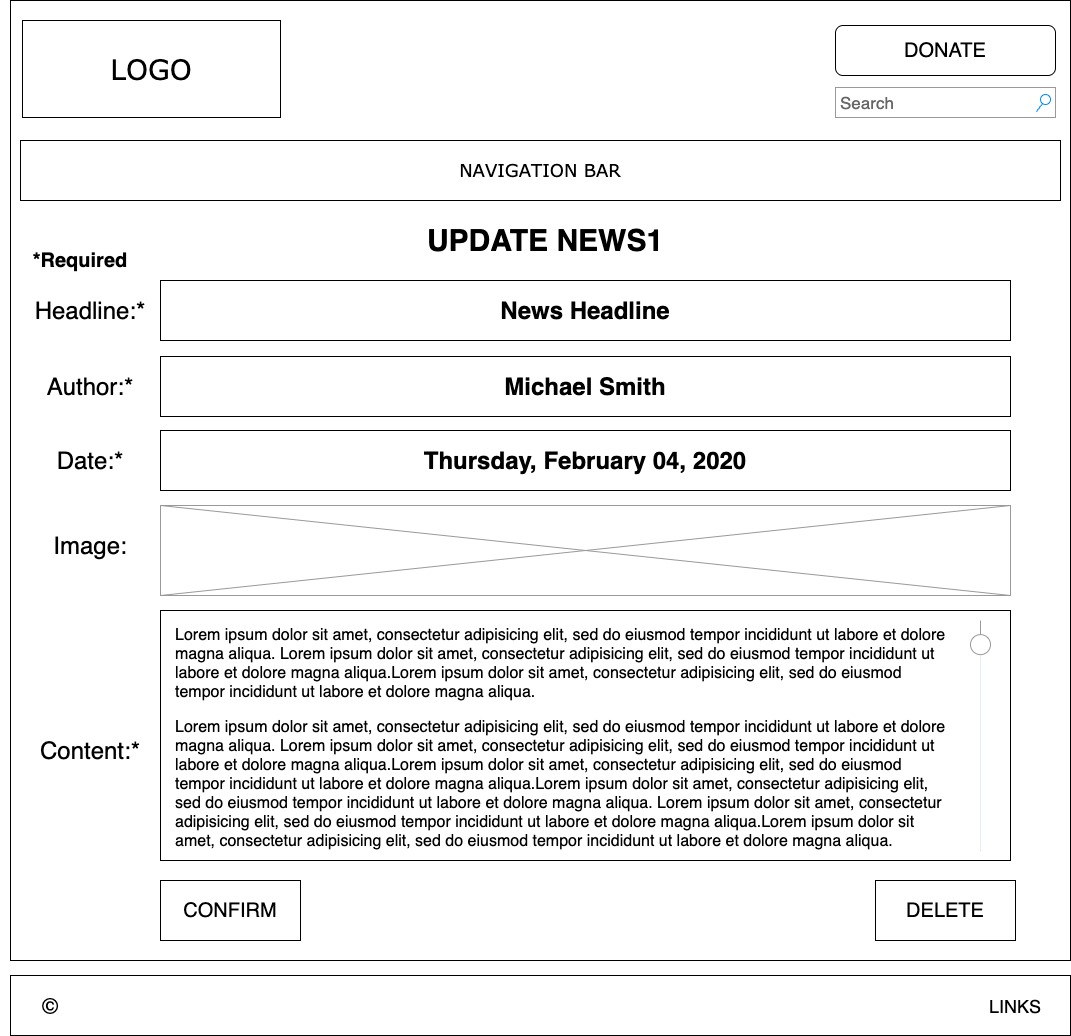 LOGO
DONATE
Search
NAVIGATION BAR
UPDATE NEWS1
*Required
Headline:*
News Headline
Author:*
Michael Smith
Date:*
Thursday, February 04, 2020
Image:
Content:*
Lorem ipsum dolor sit amet, consectetur adipisicing elit, sed do eiusmod tempor incididunt ut labore et dolore
magna aliqua. Lorem ipsum dolor sit amet, consectetur adipisicing elit, sed do eiusmod tempor incididunt ut
labore et dolore magna aliqua.Lorem ipsum dolor sit amet, consectetur adipisicing elit, sed do eiusmod
tempor incididunt ut labore et dolore magna aliqua.
Lorem ipsum dolor sit amet, consectetur adipisicing elit, sed do eiusmod tempor incididunt ut labore et dolore
magna aliqua. Lorem ipsum dolor sit amet, consectetur adipisicing elit, sed do eiusmod tempor incididunt ut
labore et dolore magna aliqua.Lorem ipsum dolor sit amet, consectetur adipisicing elit, sed do eiusmod
tempor incididunt ut labore et dolore magna aliqua.Lorem ipsum dolor sit amet, consectetur adipisicing elit,
sed do eiusmod tempor incididunt ut labore et dolore magna aliqua. Lorem ipsum dolor sit amet, consectetur
adipisicing elit, sed do eiusmod tempor incididunt ut labore et dolore magna aliqua.Lorem ipsum dolor sit
amet, consectetur adipisicing elit, sed do eiusmod tempor incididunt ut labore et dolore magna aliqua.
CONFIRM
DELETE
©
LINKS